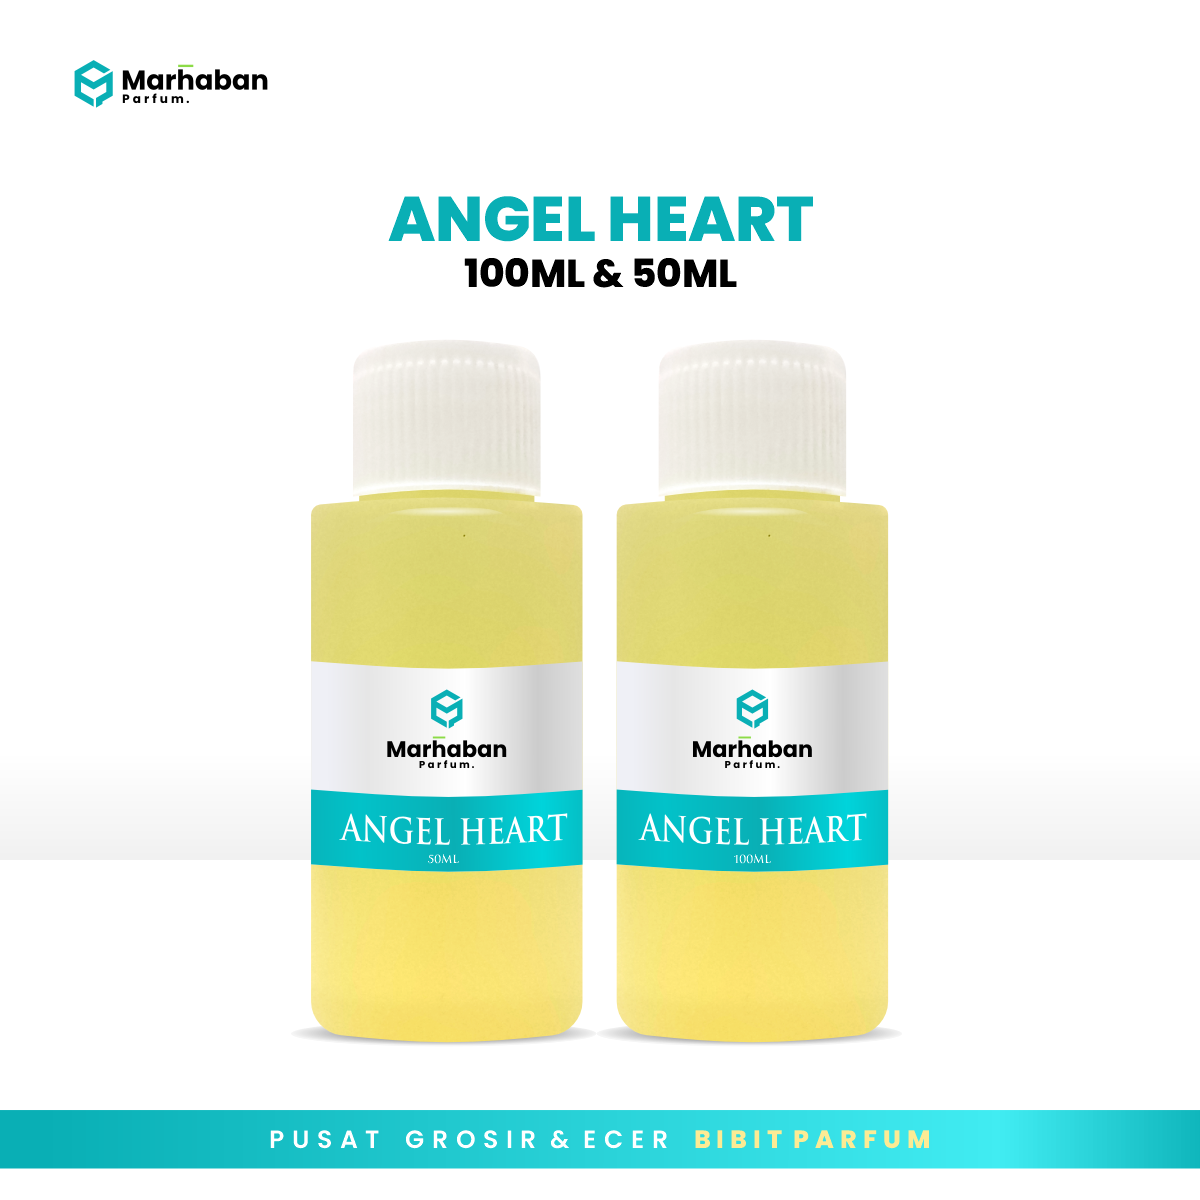 Marhaban
Parfum.
ANGEL HEART
100ML & 50ML
Marhaban
Parfum.
ANGEL HEART
50ML
Marhaban
Parfum.
ANGEL HEART
100ML
PUSAT GROSIR & ECER BIBIT PARFUM